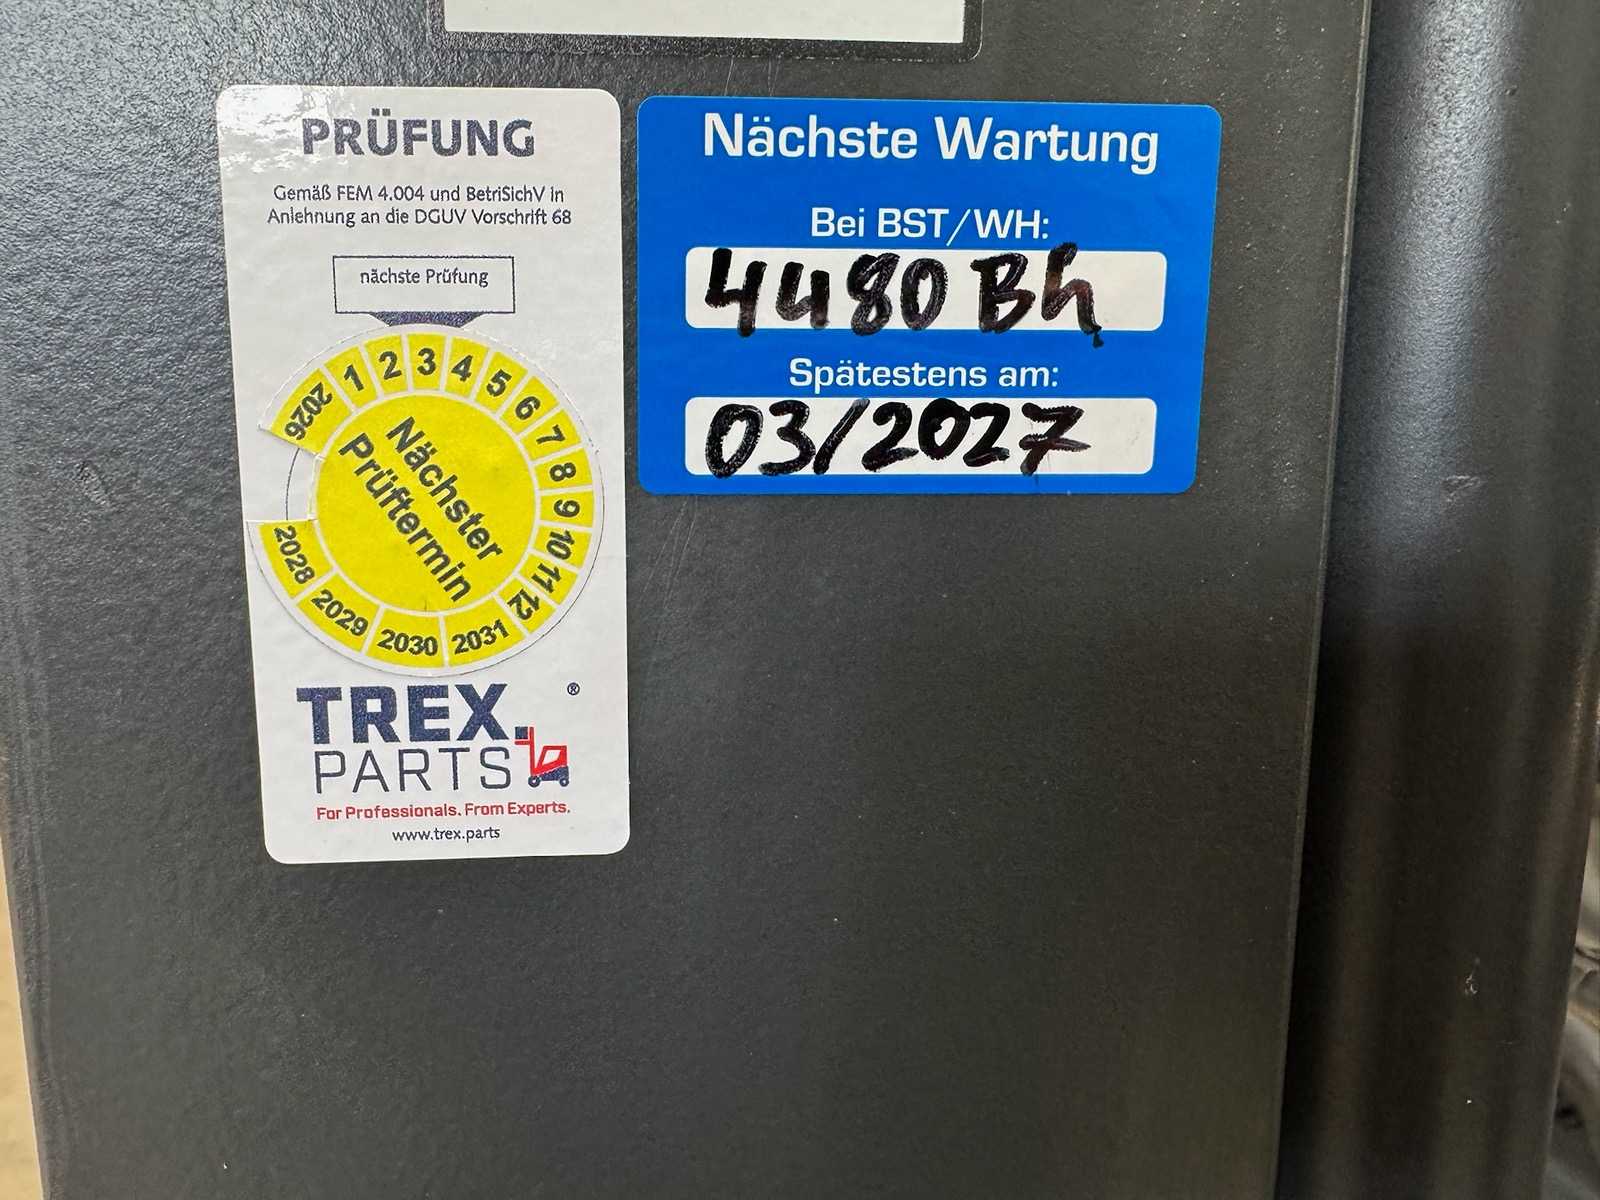 PRÜFUNG
Gemäß FEM 4.004 und BetriSichV in
Anlehnung an die DGUV Vorschrift 68
nächste Prüfung
2026 1 2 3 4 5 6 7 8 9 10 11 12 2031 2030 2029 2028
Nächster
Prüftermin
TREX.®
PARTS
For Professionals. From Experts.
www.trex.parts
Nächste Wartung
Bei BST/WH:
4480 Bh
Spätestens am:
03/2027